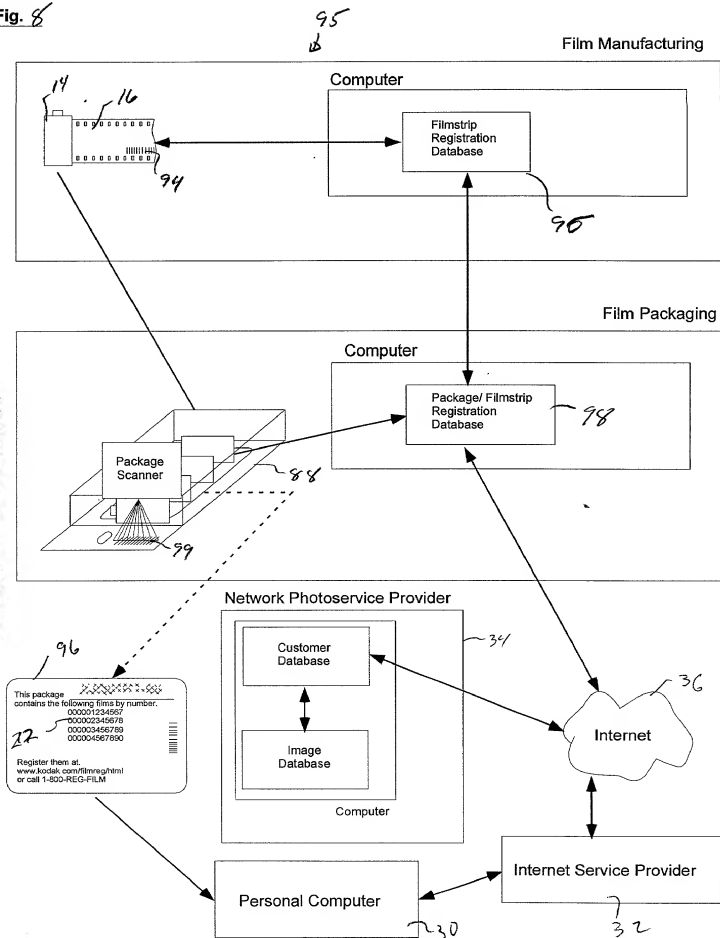 Fig. 8
95
Film Manufacturing
Computer
14
16
94
Filmstrip
Registration
Database
95
Film Packaging
Computer
Package/ Filmstrip
Registration
Database
98
Package
Scanner
88
99
Network Photoservice Provider
34
Customer
Database
Image
Database
Computer
36
Internet
96
This package
contains the following films by number.
000001234567
000002345678
000003456789
000004567890
22
Register them at.
www.kodak com/filmreg/html
or call 1-800-REG-FILM
Personal Computer
30
Internet Service Provider
32